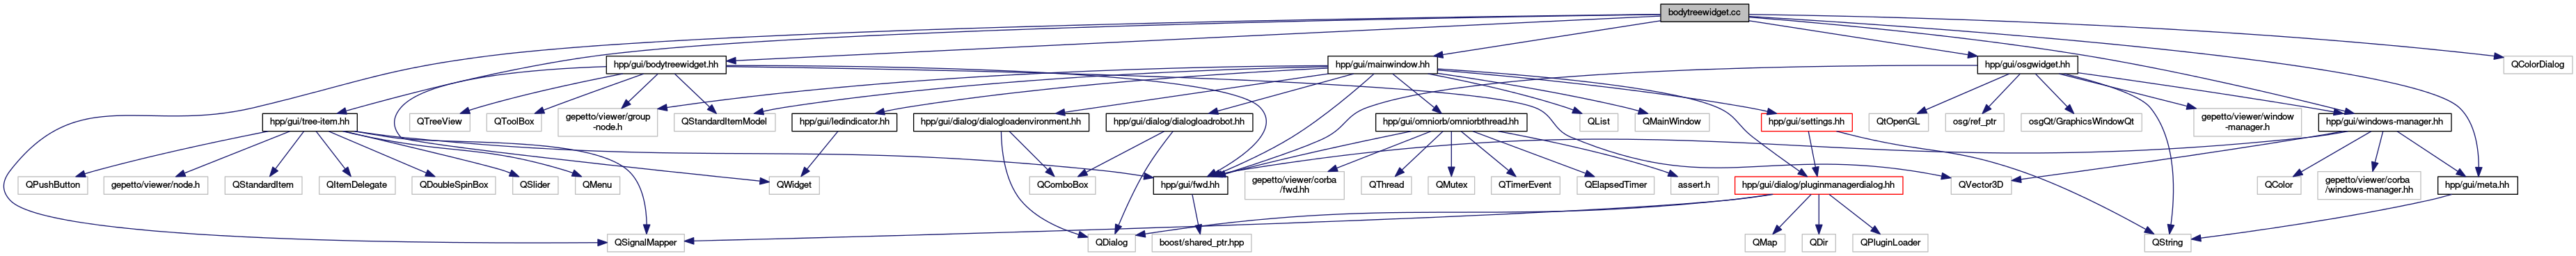 bodytreewidget.cc
hpp/gui/bodytreewidget.hh
hpp/gui/mainwindow.hh
hpp/gui/osgwidget.hh
QColorDialog
hpp/gui/tree-item.hh
QTreeView
QToolBox
gepetto/viewer/group
-node.h
QStandardItemModel
hpp/gui/ledindicator.hh
hpp/gui/dialog/dialogloadenvironment.hh
hpp/gui/dialog/dialogloadrobot.hh
hpp/gui/omniorb/omniorbthread.hh
QList
QMainWindow
hpp/gui/settings.hh
QtOpenGL
osg/ref_ptr
osgQt/GraphicsWindowQt
gepetto/viewer/window
-manager.h
hpp/gui/windows-manager.hh
QPushButton
gepetto/viewer/node.h
QStandardItem
QItemDelegate
QDoubleSpinBox
QSlider
QMenu
QWidget
QComboBox
hpp/gui/fwd.hh
gepetto/viewer/corba
/fwd.hh
QThread
QMutex
QTimerEvent
QElapsedTimer
assert.h
hpp/gui/dialog/pluginmanagerdialog.hh
QVector3D
QColor
gepetto/viewer/corba
/windows-manager.hh
hpp/gui/meta.hh
QSignalMapper
QDialog
boost/shared_ptr.hpp
QMap
QDir
QPluginLoader
QString